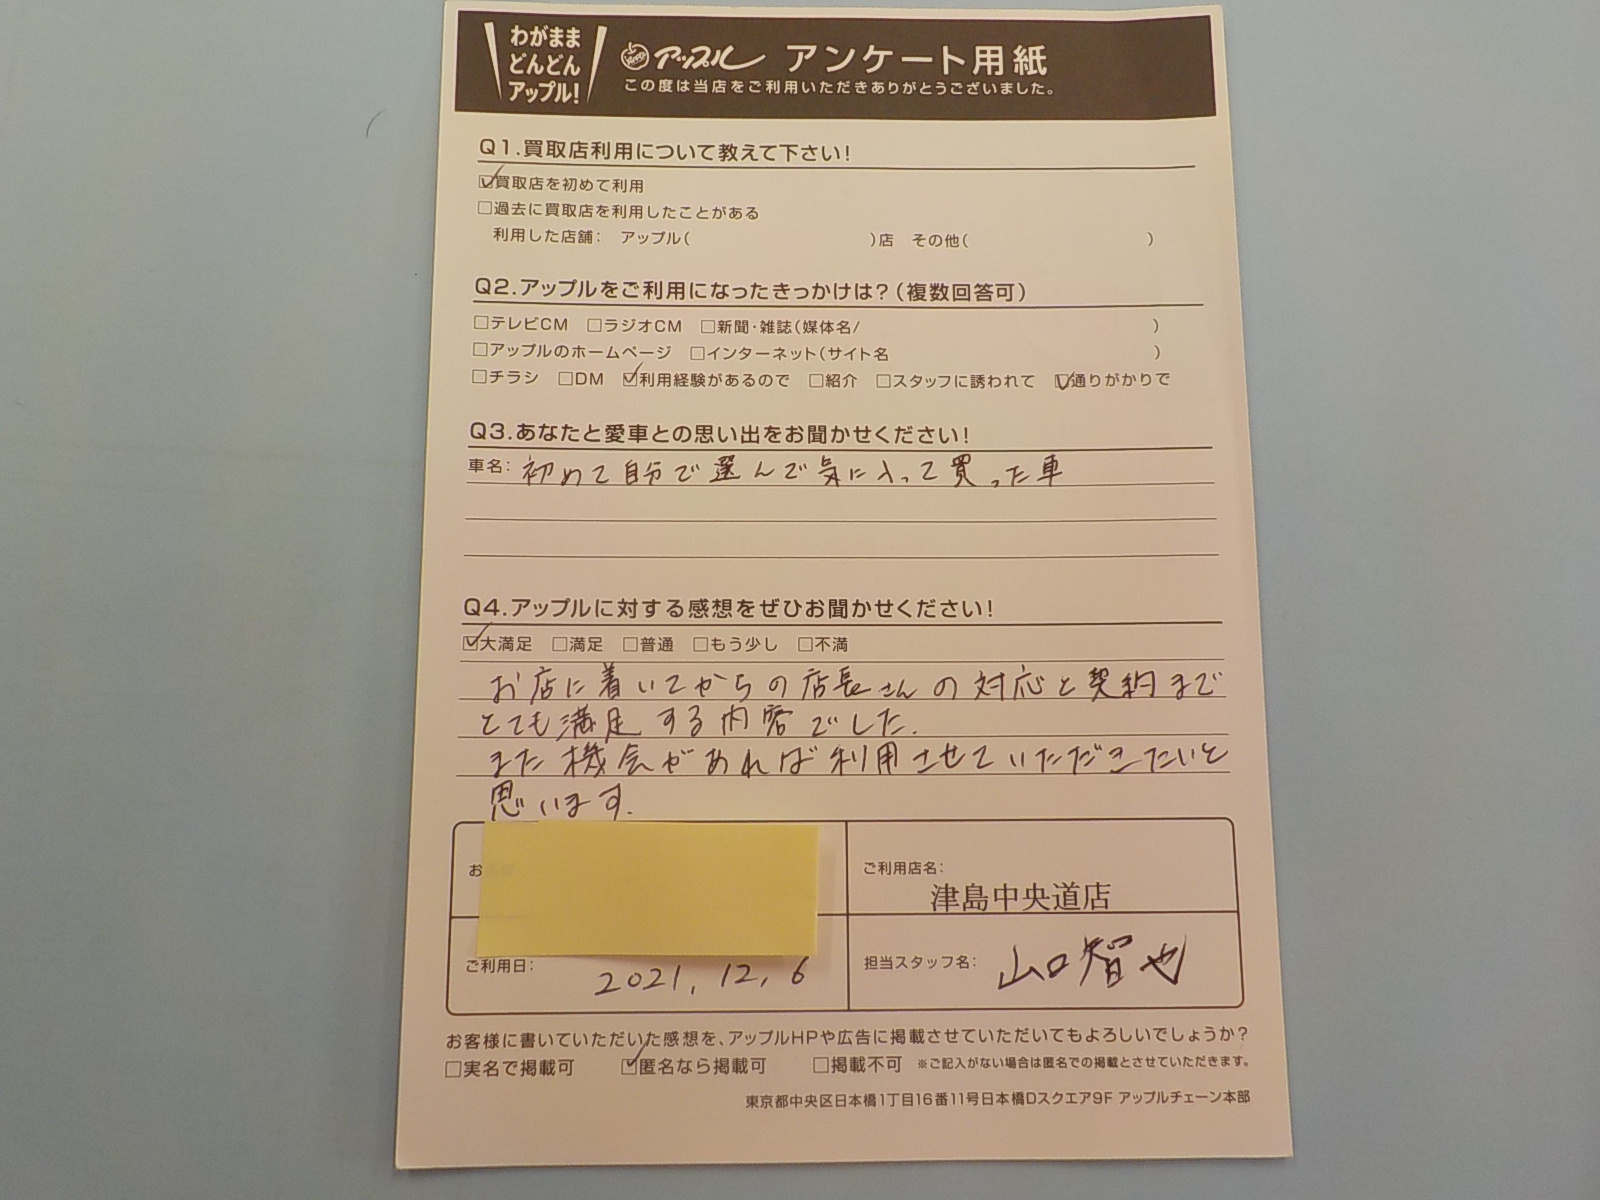 わがまま
どんどん
アップル!
アップル アンケート用紙
この度は当店をご利用いただきありがとうございました。
Q1.買取店利用について教えて下さい!
☑買取店を初めて利用
□過去に買取店を利用したことがある
利用した店舗: アップル( )店 その他( )
Q2.アップルをご利用になったきっかけは?(複数回答可)
□テレビCM □ラジオCM □新聞・雑誌(媒体名/ )
□アップルのホームページ □インターネット(サイト名 )
□チラシ □DM ☑利用経験があるので □紹介 □スタッフに誘われて ☑通りがかりで
Q3.あなたと愛車との思い出をお聞かせください!
車名: 初めて自分で選んで気に入って買った車
Q4.アップルに対する感想をぜひお聞かせください!
☑大満足 □満足 □普通 □もう少し □不満
お店に着いてからの店長さんの対応と契約まで
とても満足する内容でした.
また機会があれば利用させていただきたいと
思います.
お
ご利用店名:
津島中央道店
ご利用日: 2021.12.6
担当スタッフ名: 山口智也
お客様に書いていただいた感想を、アップルHPや広告に掲載させていただいてもよろしいでしょうか?
□実名で掲載可 ☑匿名なら掲載可 □掲載不可 ※ご記入がない場合は匿名での掲載とさせていただきます。
東京都中央区日本橋1丁目16番11号日本橋Dスクエア9F アップルチェーン本部